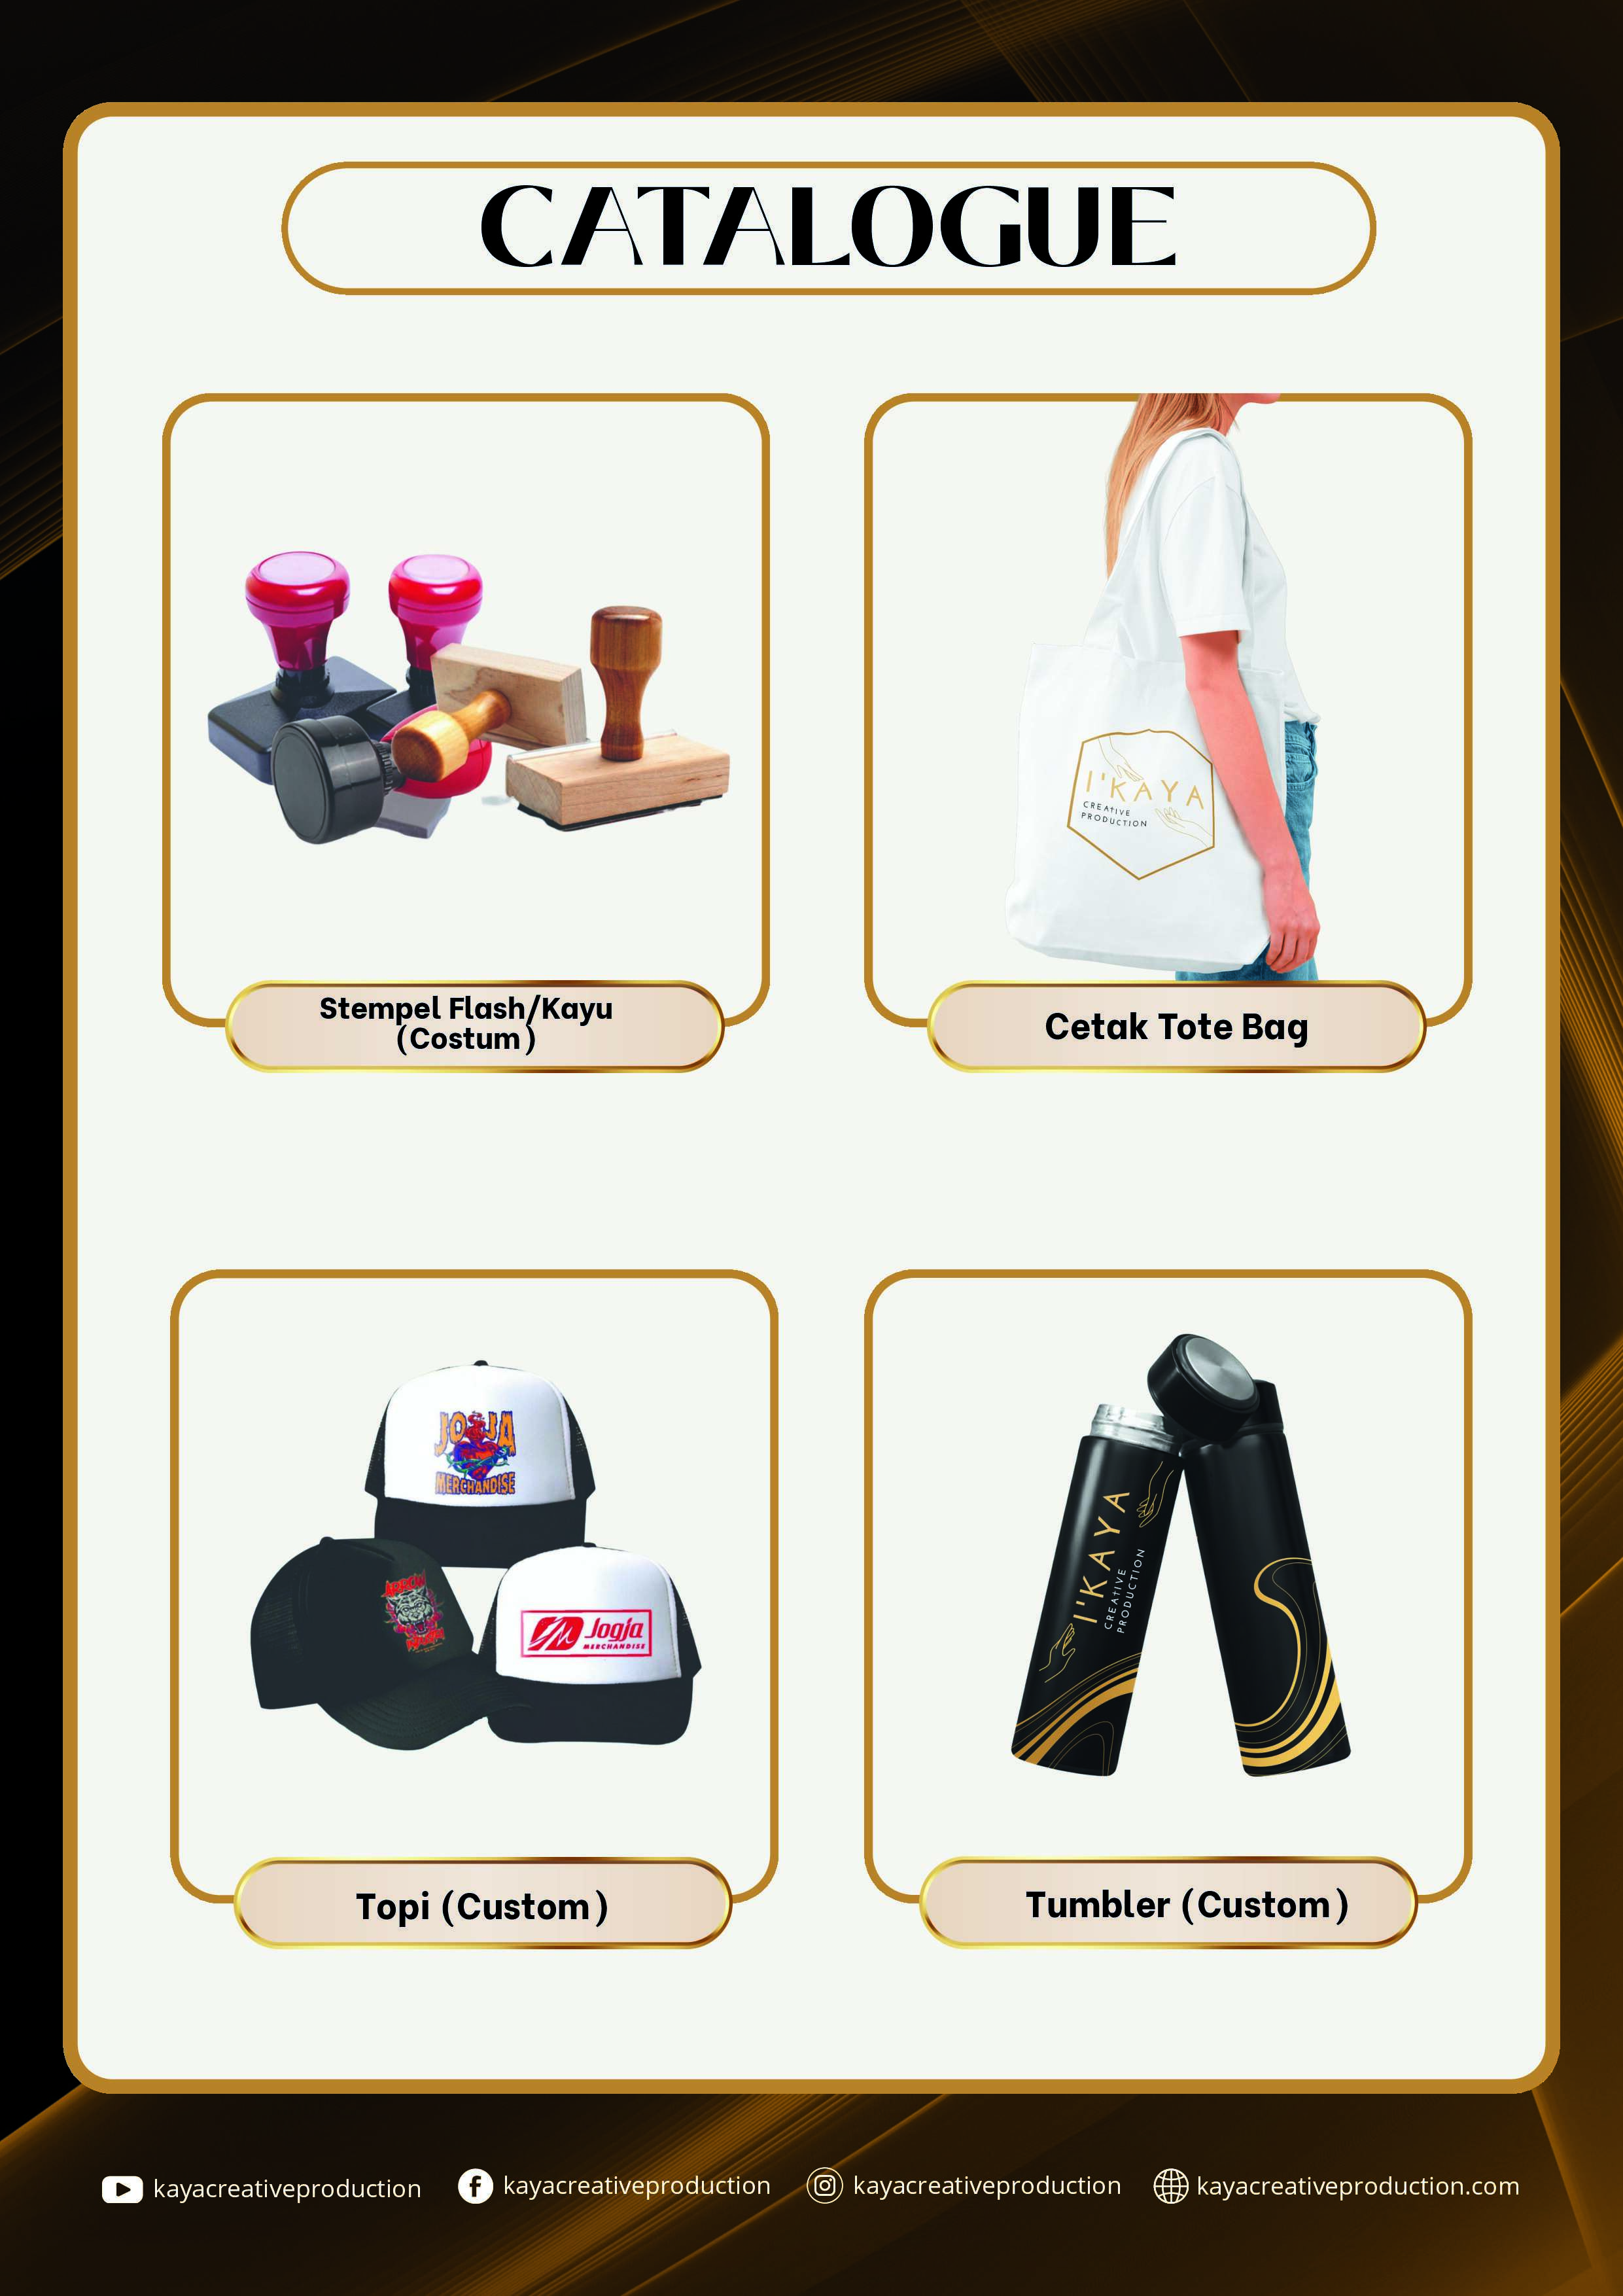 CATALOGUE
I'KAYA
CREATIVE
PRODUCTION
Stempel Flash/Kayu
(Costum)
Cetak Tote Bag
MERCHANDISE
Jogja
MERCHANDISE
I'KAYA
CREATIVE
PRODUCTION
Topi (Custom)
Tumbler (Custom)
kayacreativeproduction
kayacreativeproduction
kayacreativeproduction
kayacreativeproduction.com